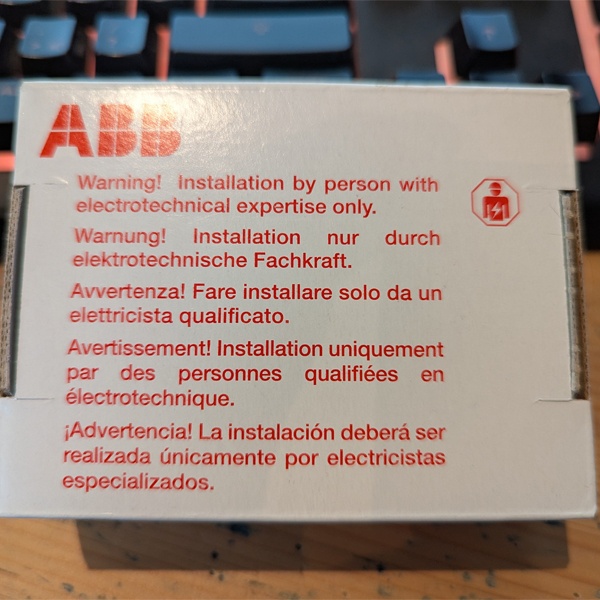 ABB
Warning! Installation by person with
electrotechnical expertise only.
Warnung! Installation nur durch
elektrotechnische Fachkraft.
Avvertenza! Fare installare solo da un
elettricista qualificato.
Avertissement! Installation uniquement
par des personnes qualifiées en
électrotechnique.
¡Advertencia! La instalación deberá ser
realizada únicamente por electricistas
especializados.